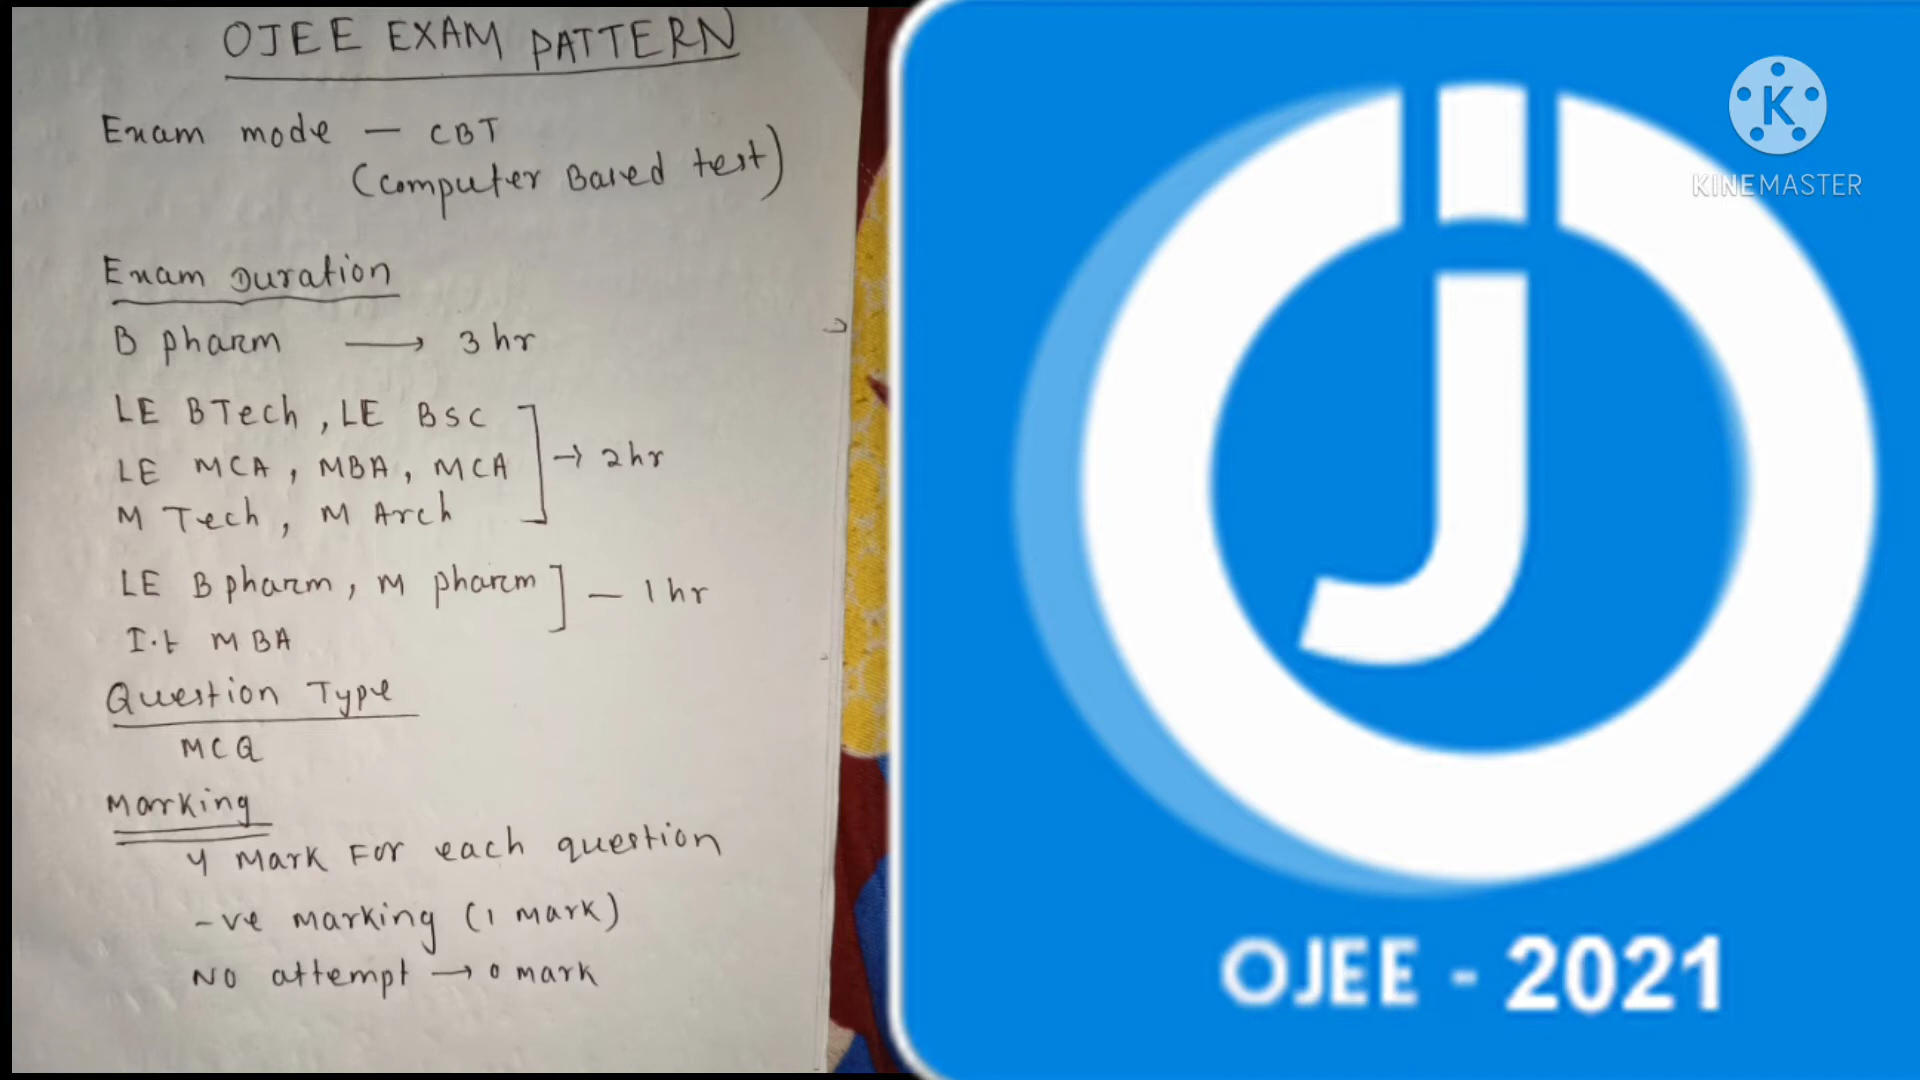 OJEE EXAM PATTERN
Exam mode — CBT
(Computer Based test)
Exam Duration
B pharm → 3 hr
LE BTech, LE BSC
LE MCA, MBA, MCA → 2hr
M Tech, M Arch
LE B pharm, M pharm — 1 hr
I.t MBA
Question Type
MCQ
Marking
4 Mark For each question
-ve marking (1 mark)
No attempt → 0 mark
K
KINEMASTER
OJEE - 2021